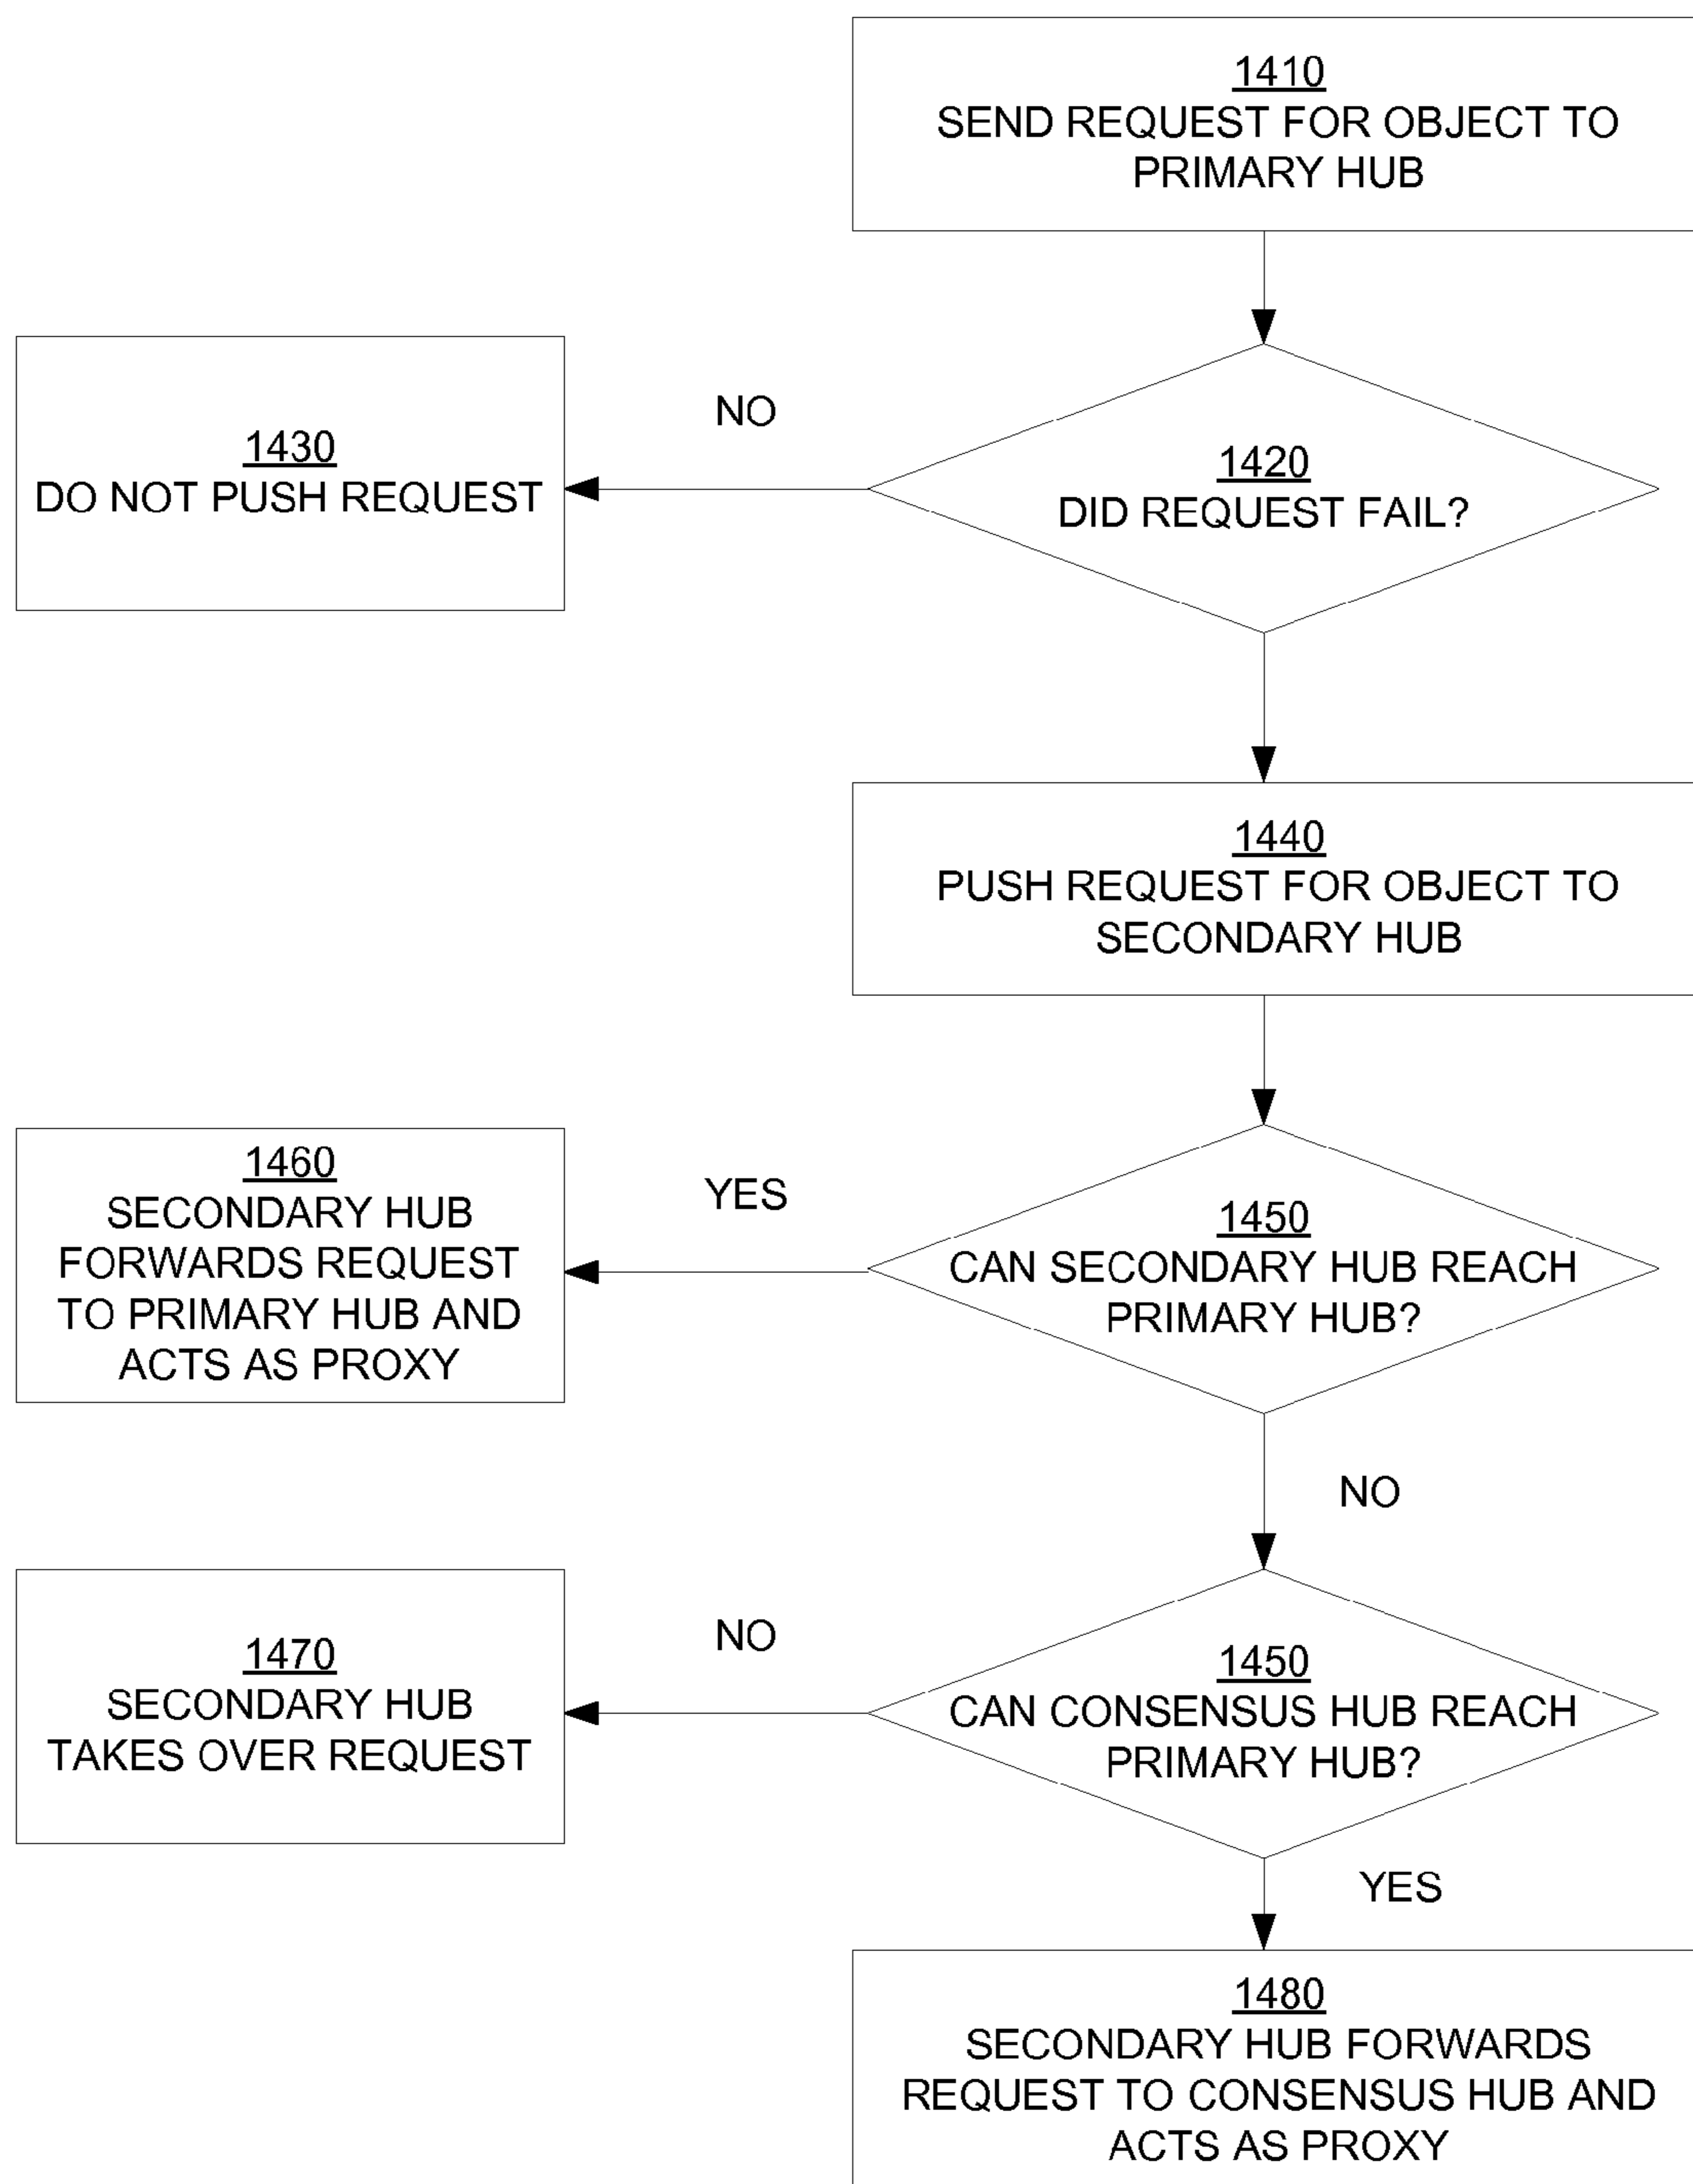 1410
SEND REQUEST FOR OBJECT TO
PRIMARY HUB
NO
1430
DO NOT PUSH REQUEST
1420
DID REQUEST FAIL?
1440
PUSH REQUEST FOR OBJECT TO
SECONDARY HUB
1460
SECONDARY HUB
FORWARDS REQUEST
TO PRIMARY HUB AND
ACTS AS PROXY
YES
1450
CAN SECONDARY HUB REACH
PRIMARY HUB?
NO
1470
SECONDARY HUB
TAKES OVER REQUEST
NO
1450
CAN CONSENSUS HUB REACH
PRIMARY HUB?
YES
1480
SECONDARY HUB FORWARDS
REQUEST TO CONSENSUS HUB AND
ACTS AS PROXY